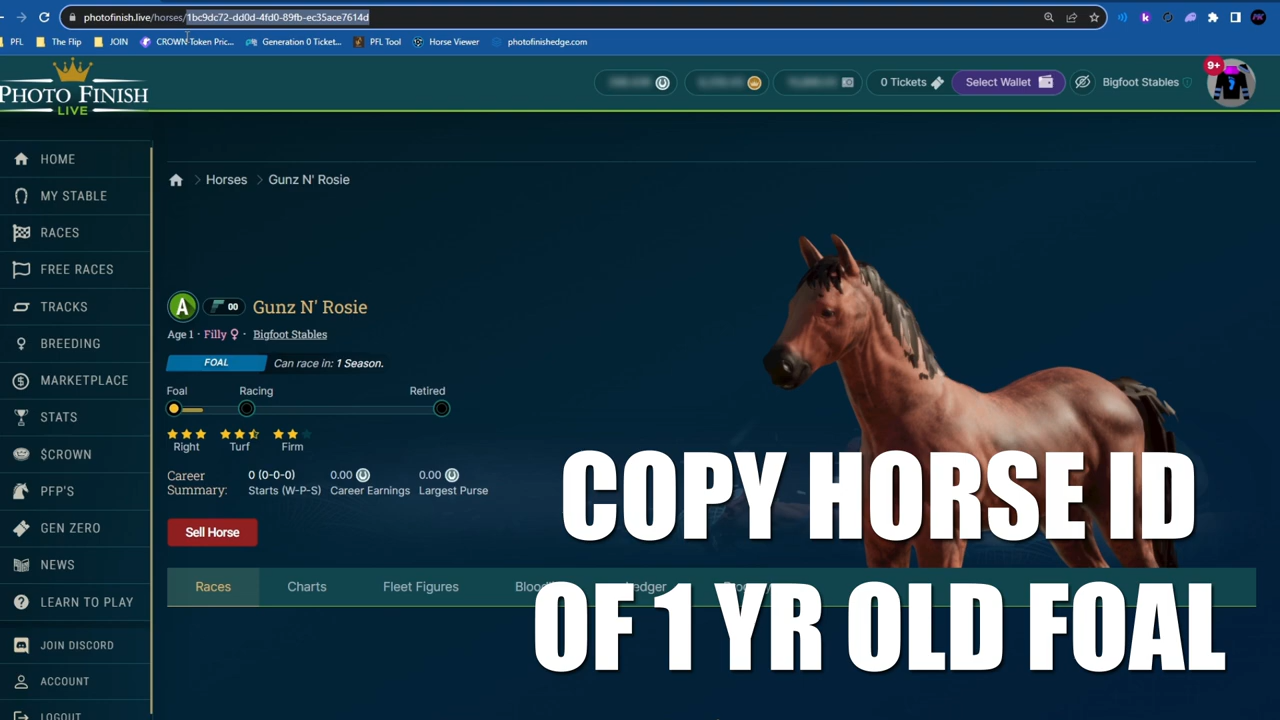 photofinish.live/horses/1bc9dc72-dd0d-4fd0-89fb-ec35ace7614d
PFL The Flip JOIN CROWN Token Pric... Generation 0 Ticket... PFL Tool Horse Viewer photofinishedge.com
PHOTO FINISH
LIVE
0 Tickets Select Wallet Bigfoot Stables 9+
HOME
MY STABLE
RACES
FREE RACES
TRACKS
BREEDING
MARKETPLACE
STATS
$CROWN
PFP'S
GEN ZERO
NEWS
LEARN TO PLAY
JOIN DISCORD
ACCOUNT
LOGOUT
Horses Gunz N' Rosie
A 00 Gunz N' Rosie
Age 1 · Filly ♀ · Bigfoot Stables
FOAL Can race in: 1 Season.
Foal Racing Retired
Right Turf Firm
Career Summary: 0 (0-0-0) 0.00 0.00
Starts (W-P-S) Career Earnings Largest Purse
Sell Horse
Races Charts Fleet Figures
COPY HORSE ID
OF 1 YR OLD FOAL